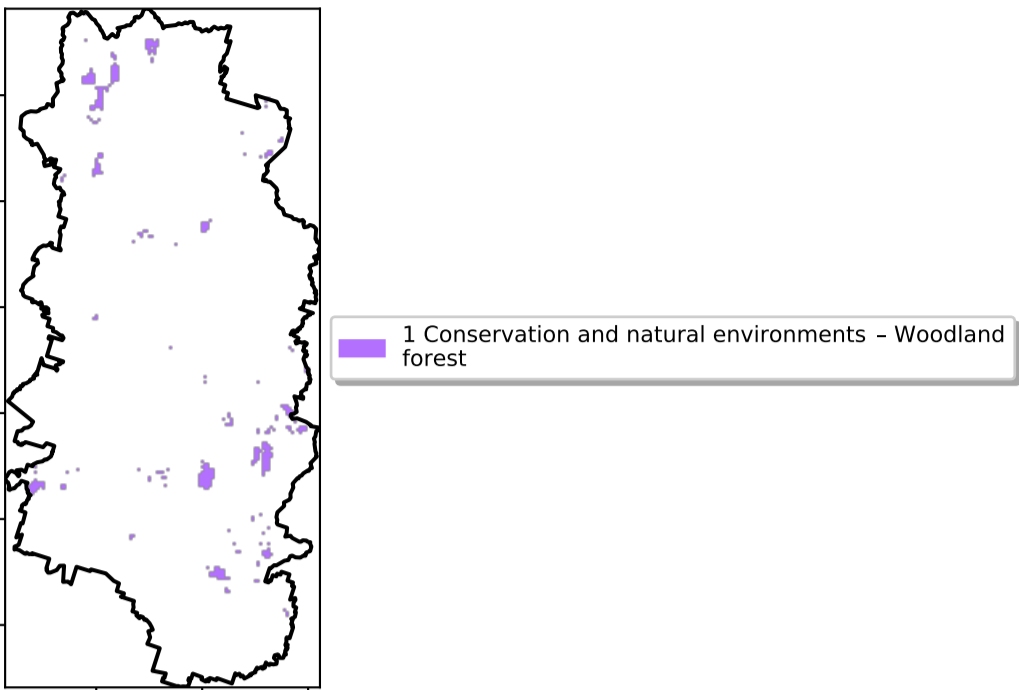 1 Conservation and natural environments – Woodland
forest